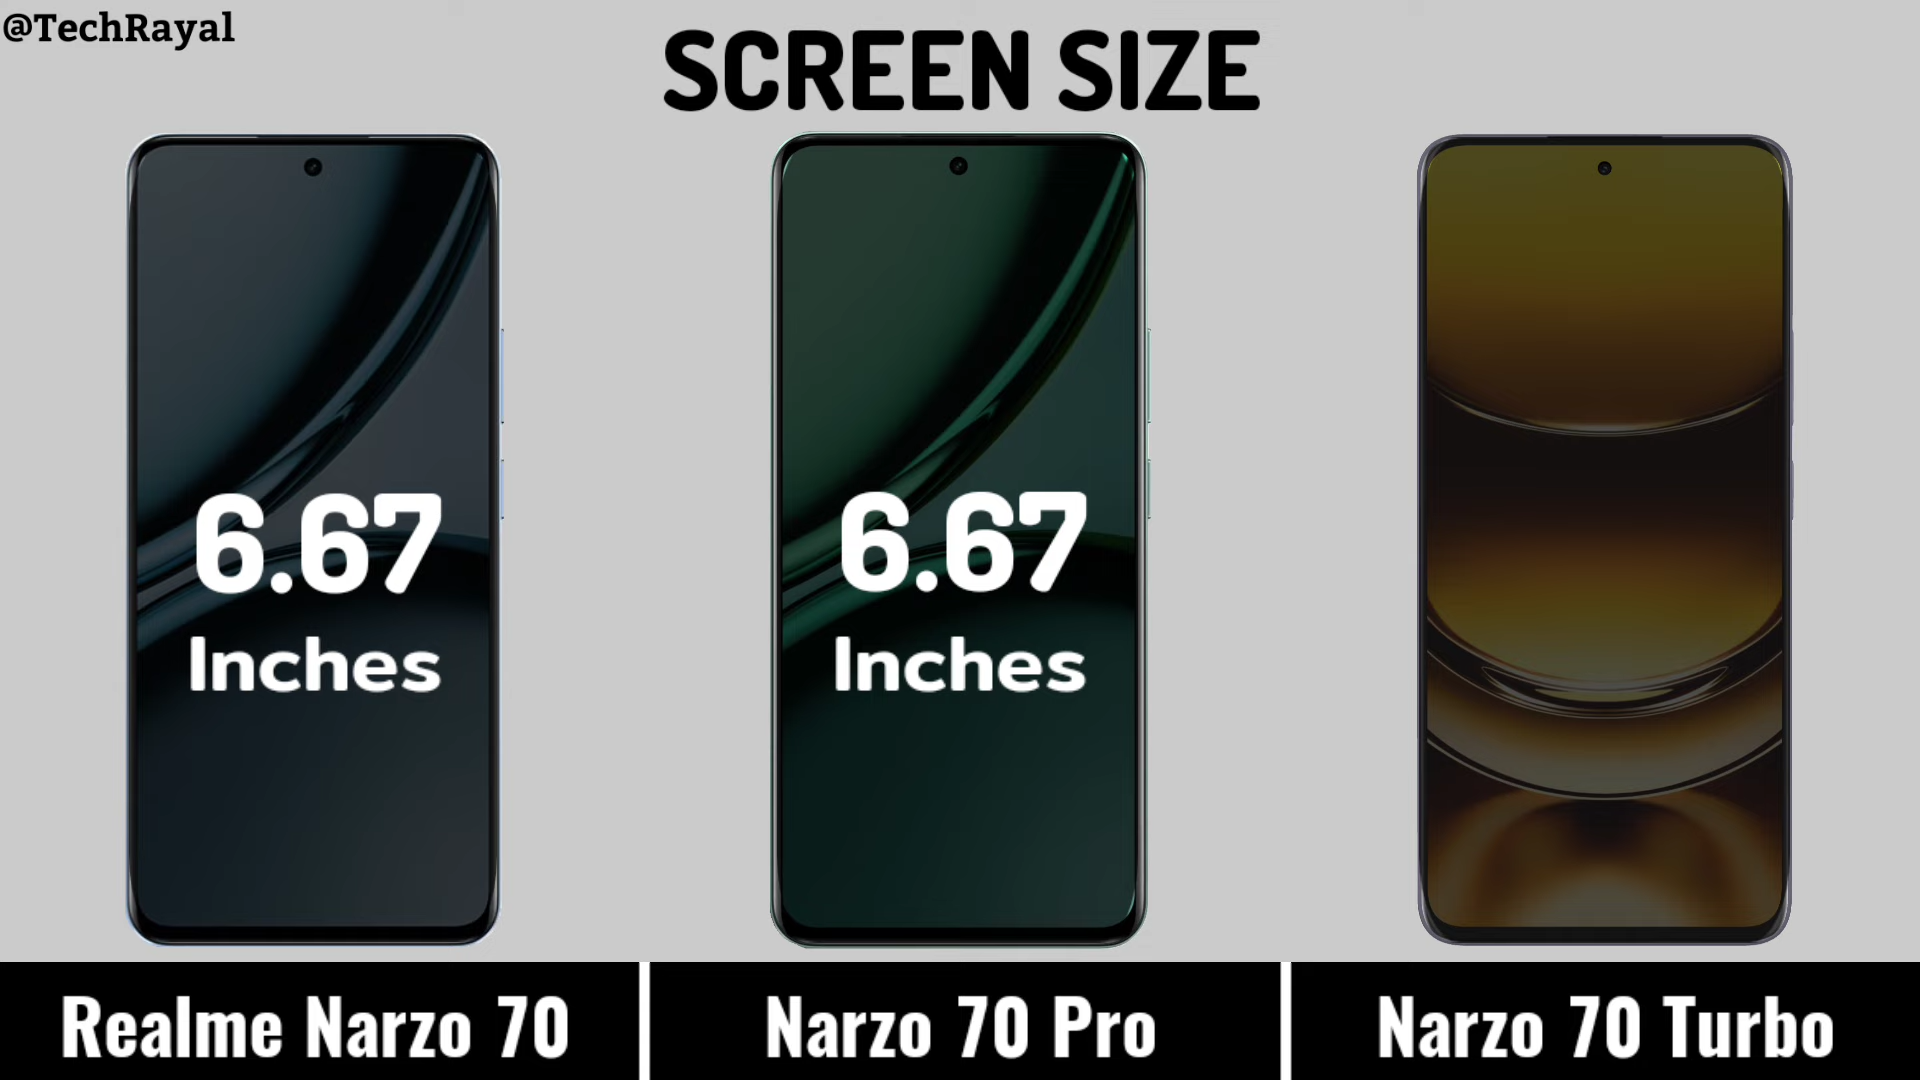 @TechRayal
SCREEN SIZE
6.67
Inches
6.67
Inches
Realme Narzo 70
Narzo 70 Pro
Narzo 70 Turbo